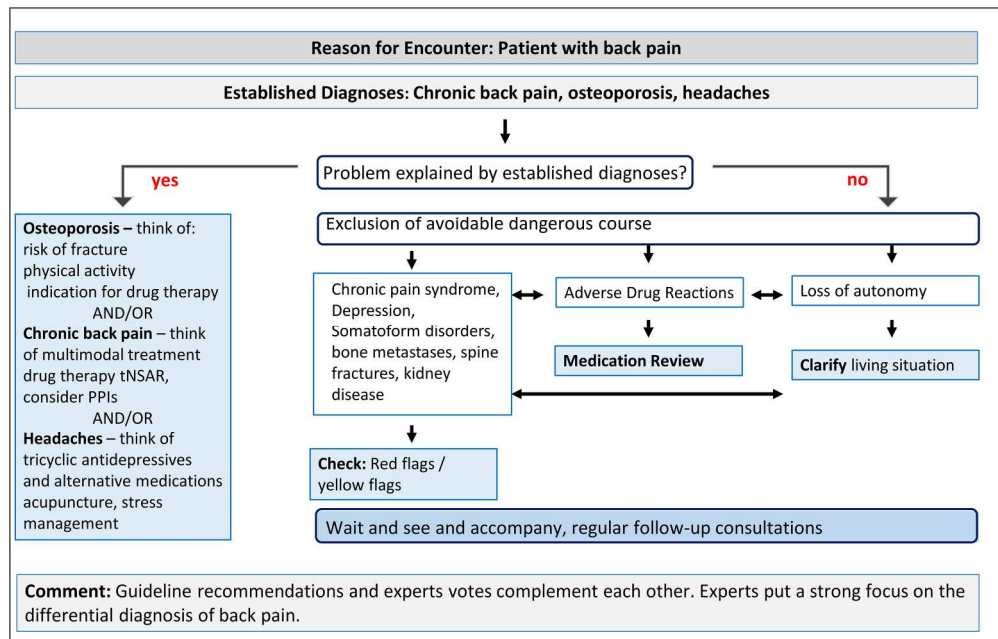 Reason for Encounter: Patient with back pain
Established Diagnoses: Chronic back pain, osteoporosis, headaches
Problem explained by established diagnoses?
yes
no
Osteoporosis – think of:
risk of fracture
physical activity
indication for drug therapy
AND/OR
Chronic back pain – think
of multimodal treatment
drug therapy tNSAR,
consider PPIs
AND/OR
Headaches – think of
tricyclic antidepressives
and alternative medications
acupuncture, stress
management
Exclusion of avoidable dangerous course
Chronic pain syndrome,
Depression,
Somatoform disorders,
bone metastases, spine
fractures, kidney
disease
Adverse Drug Reactions
Loss of autonomy
Medication Review
Clarify living situation
Check: Red flags /
yellow flags
Wait and see and accompany, regular follow-up consultations
Comment: Guideline recommendations and experts votes complement each other. Experts put a strong focus on the
differential diagnosis of back pain.